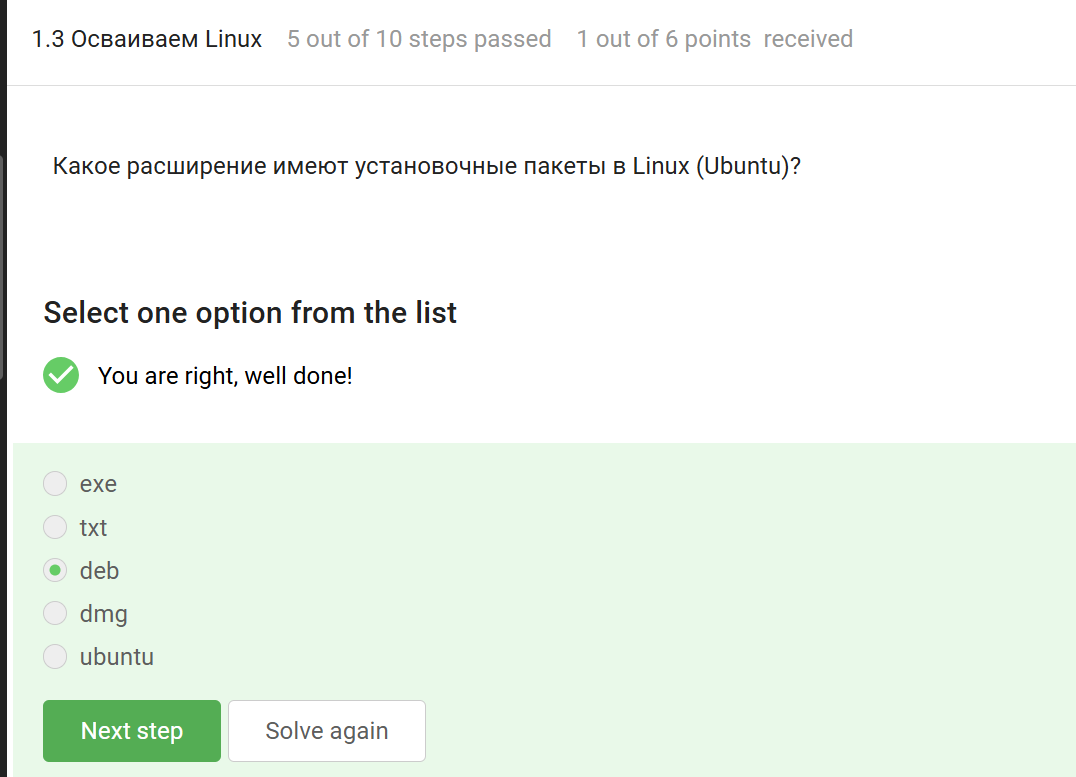 1.3 Осваиваем Linux 5 out of 10 steps passed 1 out of 6 points received
Какое расширение имеют установочные пакеты в Linux (Ubuntu)?
Select one option from the list
You are right, well done!
exe
txt
deb
dmg
ubuntu
Next step Solve again